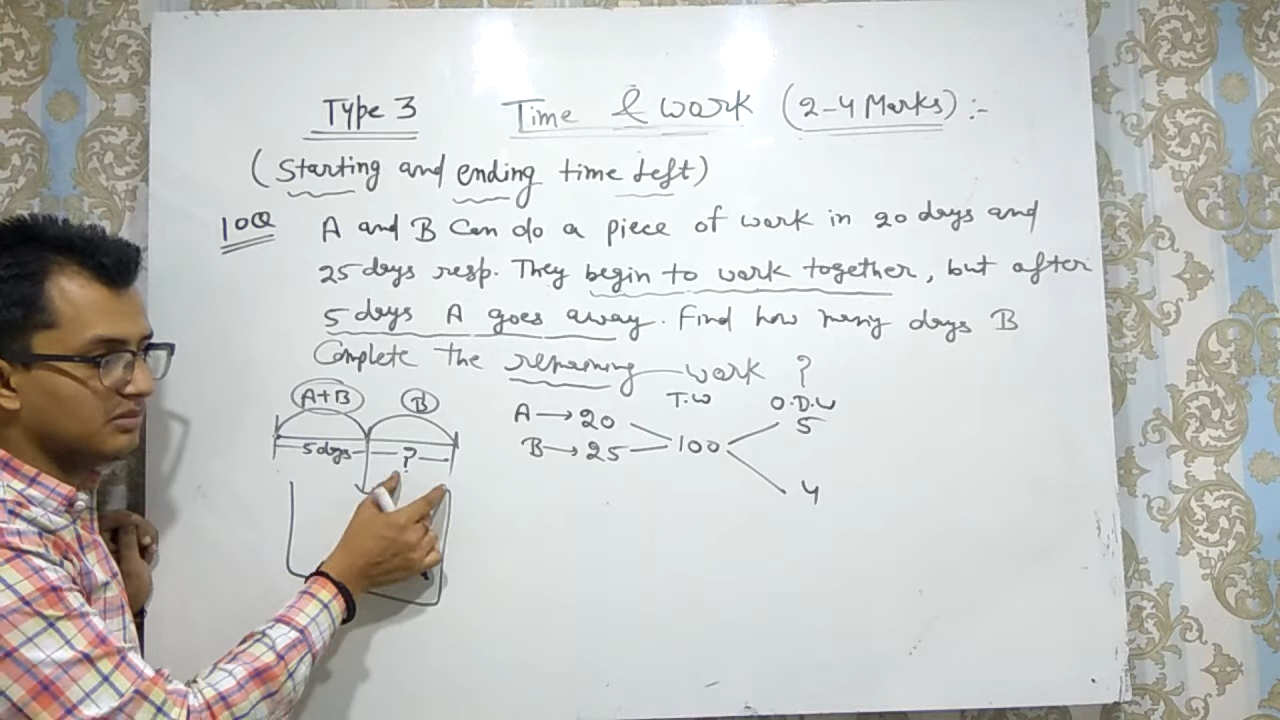 Type 3 Time & work (2-4 Marks) :-
(Starting and ending time Left)
10Q A and B Can do a piece of work in 20 days and
25 days resp. They begin to work together, but after
5 days A goes away. Find how many days B
Complete the remaining work ?
A+B B
5 days ?
T.W O.D.W
A → 20 5
B → 25 100
4